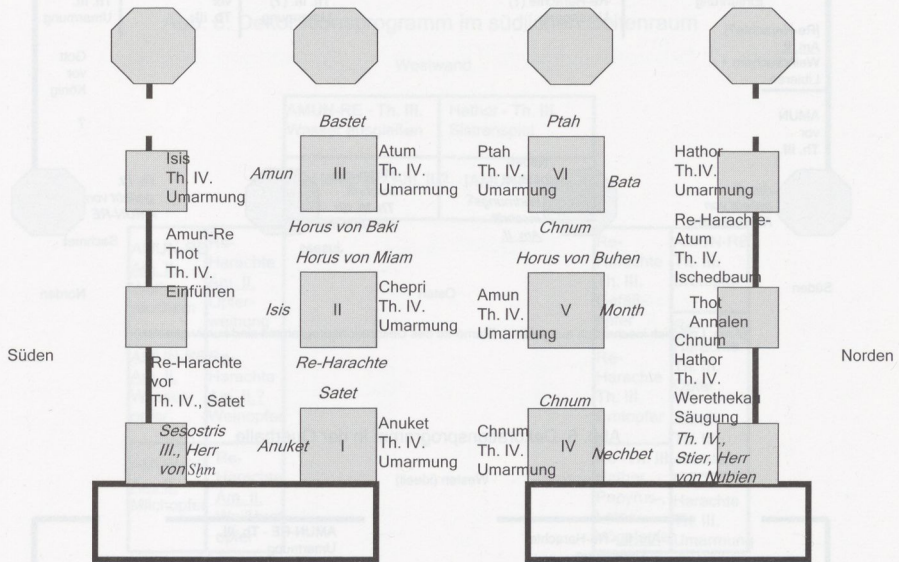 Bastet
Ptah
Isis
Th. IV.
Umarmung
Amun
III
Atum
Th. IV.
Umarmung
Ptah
Th. IV.
Umarmung
VI
Bata
Hathor
Th.IV.
Umarmung
Horus von Baki
Chnum
Amun-Re
Thot
Th. IV.
Einführen
Re-Harachte-
Atum
Th. IV.
Ischedbaum
Horus von Miam
Horus von Buhen
Isis
II
Chepri
Th. IV.
Umarmung
Amun
Th. IV.
Umarmung
V
Month
Thot
Annalen
Chnum
Hathor
Th. IV.
Werethekau
Säugung
Süden
Norden
Re-Harachte
vor
Th. IV., Satet
Re-Harachte
Satet
Chnum
Sesostris
III., Herr
von Sḫm
Anuket
I
Anuket
Th. IV.
Umarmung
Chnum
Th. IV.
Umarmung
IV
Nechbet
Th. IV.,
Stier, Herr
von Nubien